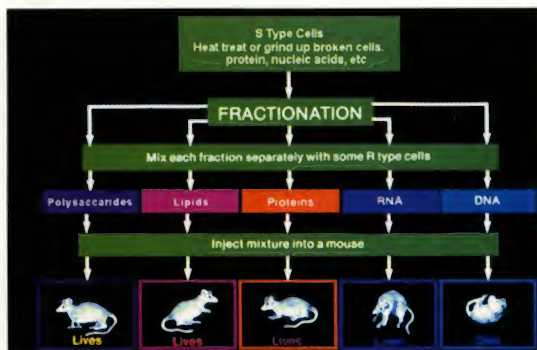 S Type Cells
Heat treat or grind up broken cells.
protein, nucleic acids, etc
FRACTIONATION
Mix each fraction separately with some R type cells
Polysaccarides Lipids Proteins RNA DNA
Inject mixture into a mouse
Lives Lives Lives Lives Dies